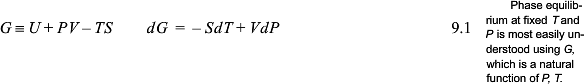 G ≡ U + PV – TS dG = – SdT + VdP 9.1
Phase equilib-
rium at fixed T and
P is most easily un-
derstood using G,
which is a natural
function of P, T.